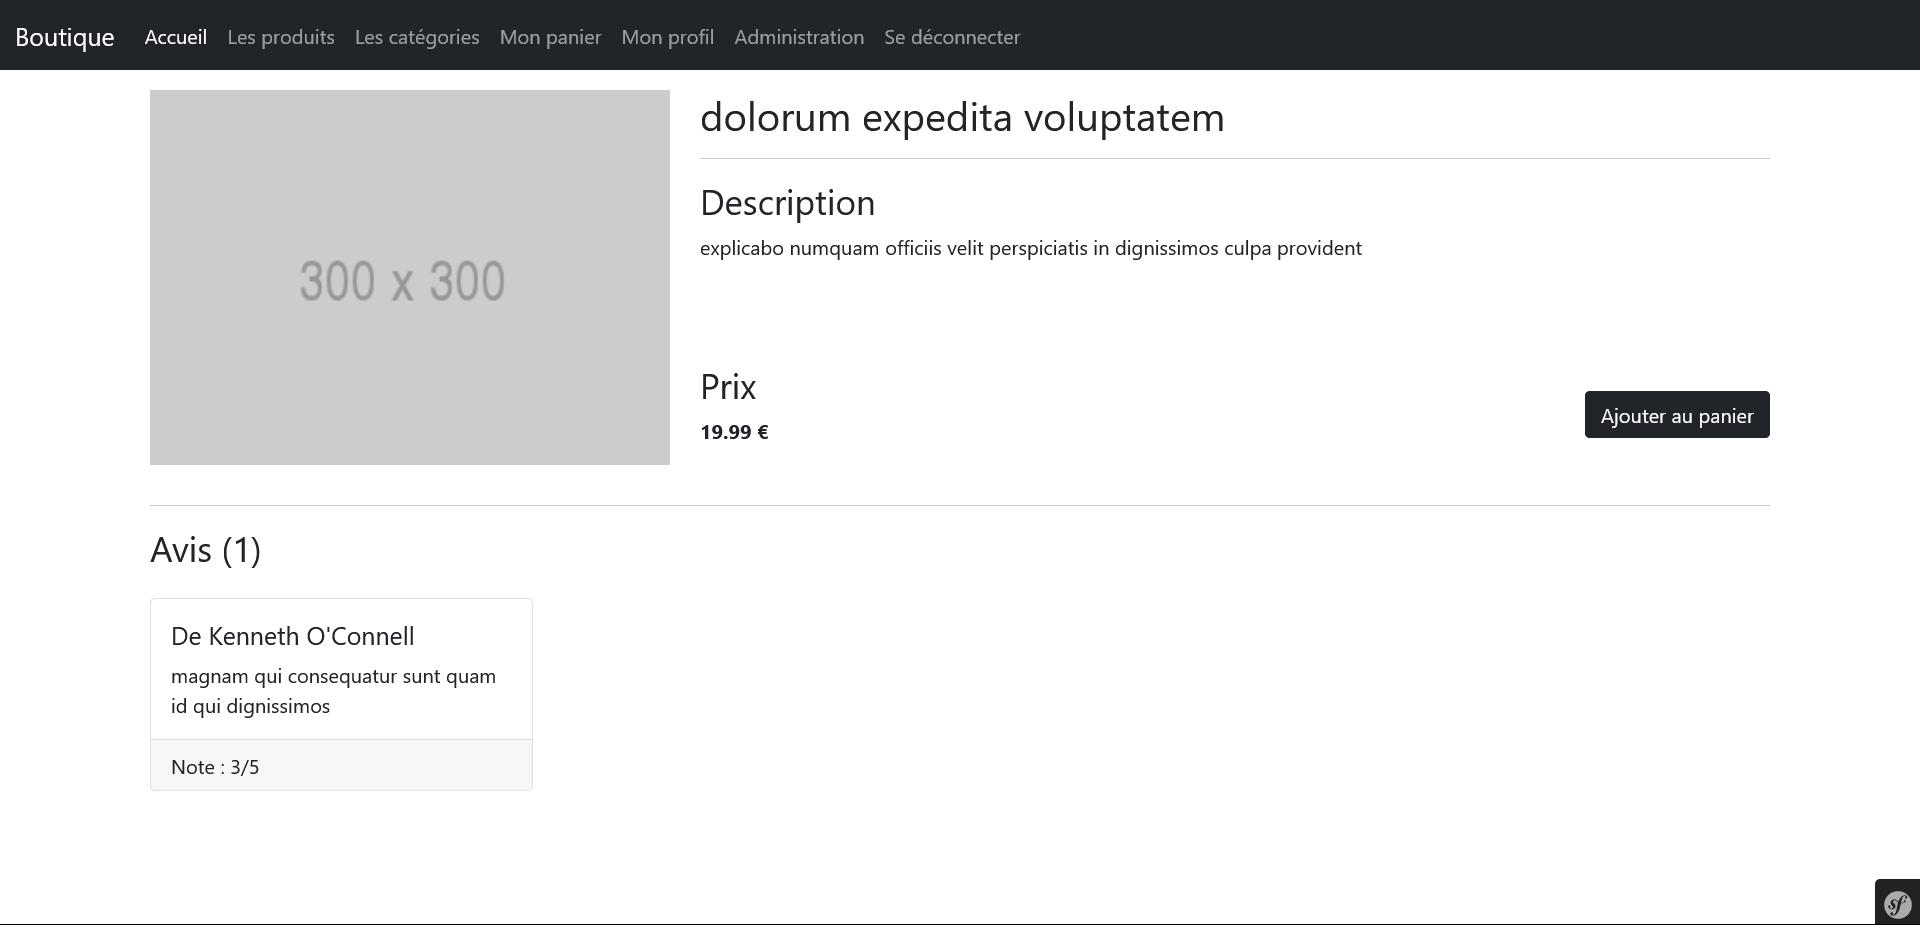 Boutique Accueil Les produits Les catégories Mon panier Mon profil Administration Se déconnecter
300 x 300
dolorum expedita voluptatem
Description
explicabo numquam officiis velit perspiciatis in dignissimos culpa provident
Prix
19.99 €
Ajouter au panier
Avis (1)
De Kenneth O'Connell
magnam qui consequatur sunt quam
id qui dignissimos
Note : 3/5
sf